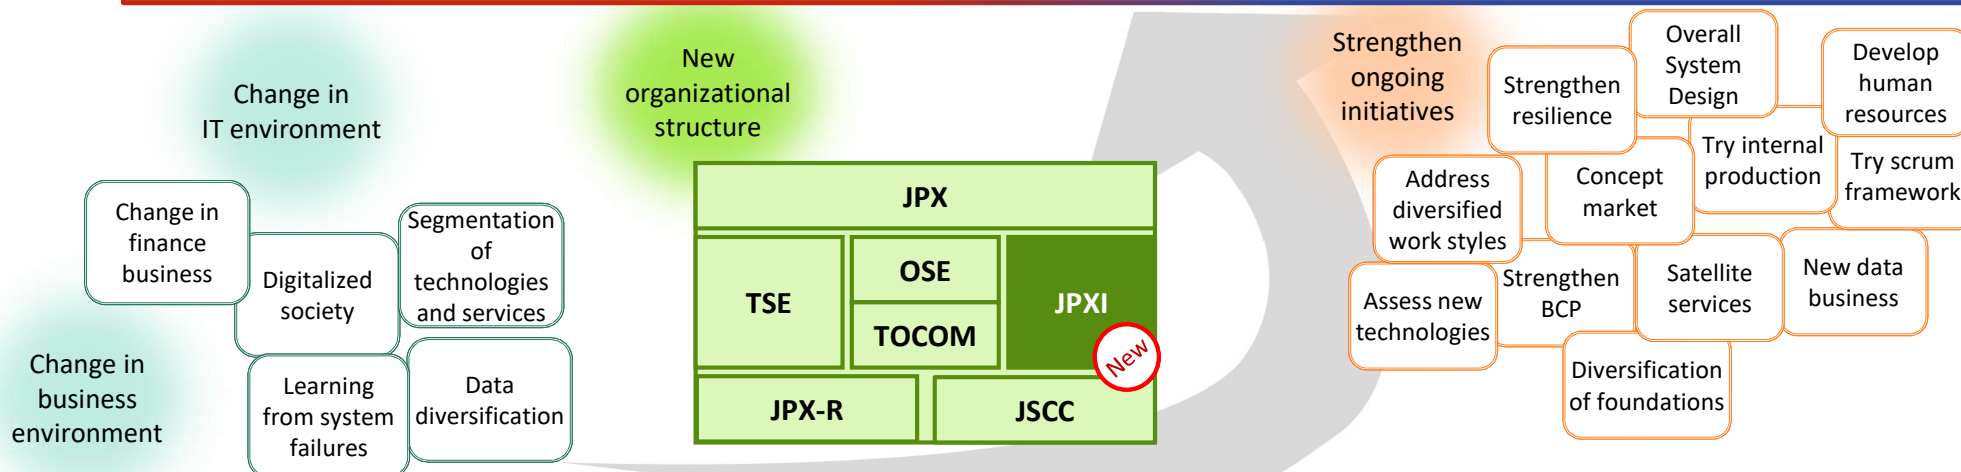 Change in
IT environment
Change in
finance
business
Digitalized
society
Segmentation
of
technologies
and services
Change in
business
environment
Learning
from system
failures
Data
diversification
New
organizational
structure
JPX
TSE
OSE
TOCOM
JPXI
New
JPX-R
JSCC
Strengthen
ongoing
initiatives
Strengthen
resilience
Overall
System
Design
Develop
human
resources
Address
diversified
work styles
Concept
market
Try internal
production
Try scrum
framework
Assess new
technologies
Strengthen
BCP
Satellite
services
New data
business
Diversification
of foundations